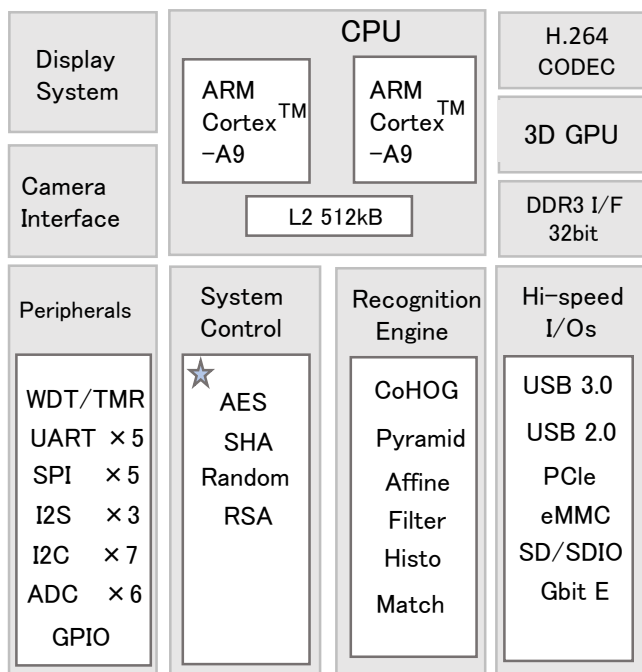 Display
System
Camera
Interface
CPU
ARM
Cortex™
-A9
ARM
Cortex™
-A9
L2 512kB
H.264
CODEC
3D GPU
DDR3 I/F
32bit
Peripherals
WDT/TMR
UART ×5
SPI ×5
I2S ×3
I2C ×7
ADC ×6
GPIO
System
Control
AES
SHA
Random
RSA
Recognition
Engine
CoHOG
Pyramid
Affine
Filter
Histo
Match
Hi-speed
I/Os
USB 3.0
USB 2.0
PCIe
eMMC
SD/SDIO
Gbit E